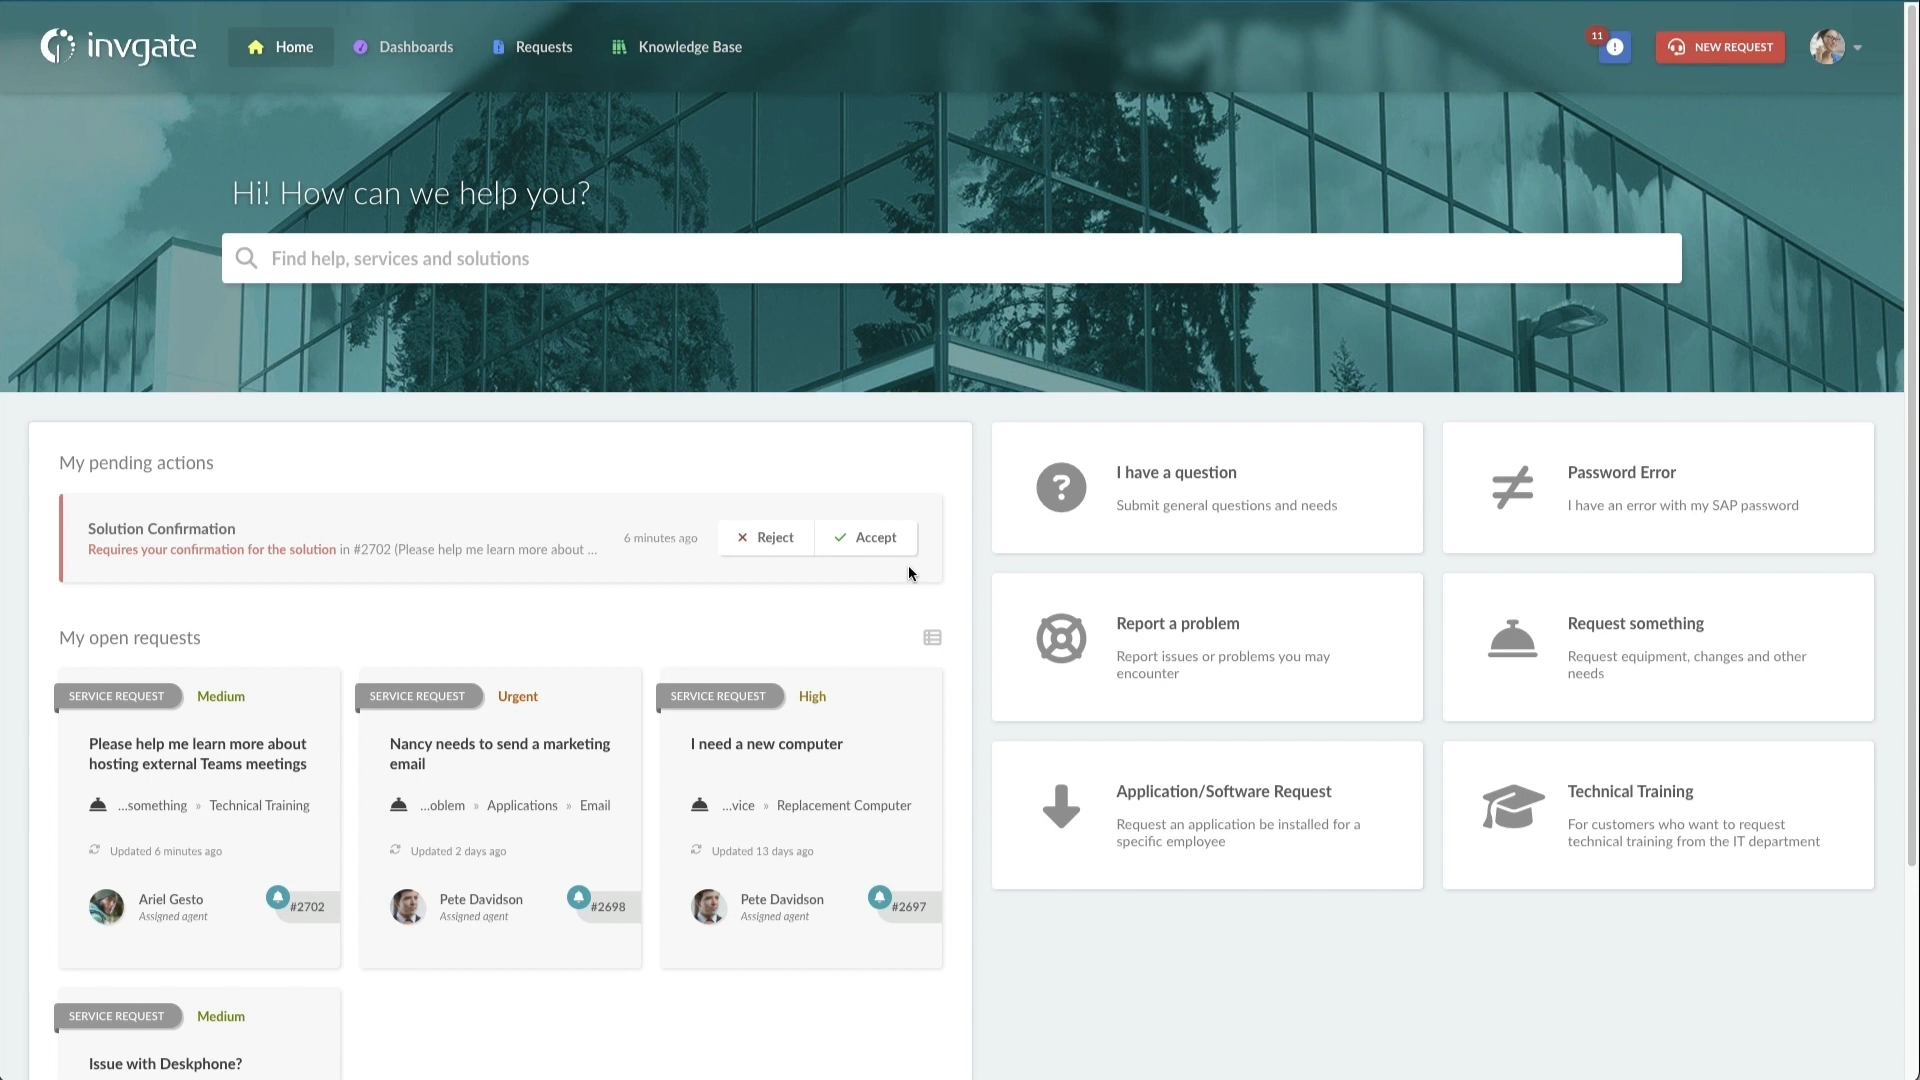 invgate
Home
Dashboards
Requests
Knowledge Base
11
NEW REQUEST
Hi! How can we help you?
Find help, services and solutions
My pending actions
Solution Confirmation
Requires your confirmation for the solution in #2702 (Please help me learn more about ...
6 minutes ago
Reject
Accept
My open requests
SERVICE REQUEST
Medium
Please help me learn more about
hosting external Teams meetings
...something » Technical Training
Updated 6 minutes ago
Ariel Gesto
Assigned agent
#2702
SERVICE REQUEST
Urgent
Nancy needs to send a marketing
email
...oblem » Applications » Email
Updated 2 days ago
Pete Davidson
Assigned agent
#2698
SERVICE REQUEST
High
I need a new computer
...vice » Replacement Computer
Updated 13 days ago
Pete Davidson
Assigned agent
#2697
SERVICE REQUEST
Medium
Issue with Deskphone?
I have a question
Submit general questions and needs
Password Error
I have an error with my SAP password
Report a problem
Report issues or problems you may
encounter
Request something
Request equipment, changes and other
needs
Application/Software Request
Request an application be installed for a
specific employee
Technical Training
For customers who want to request
technical training from the IT department